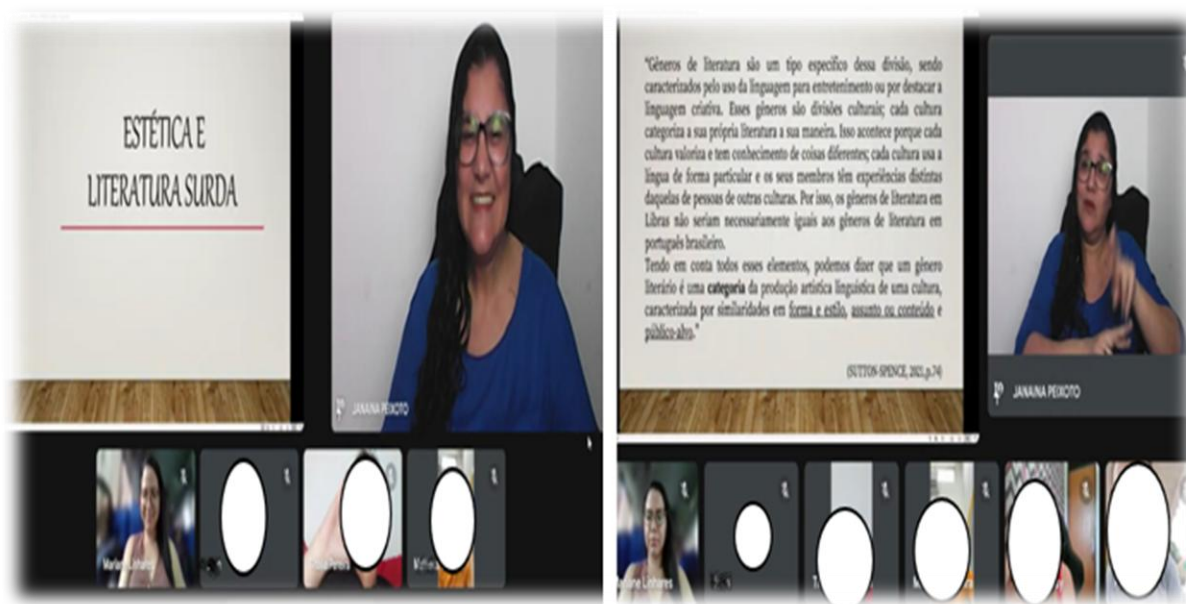 ESTÉTICA E
LITERATURA SURDA
JANAINA PEIXOTO
Linhares
Pereira
"Gêneros de literatura são um tipo específico dessa divisão, sendo
caracterizados pelo uso da linguagem para entretenimento ou por destacar a
linguagem criativa. Esses gêneros são divisões culturais; cada cultura
categoriza a sua própria literatura a sua maneira. Isso acontece porque cada
cultura valoriza e tem conhecimento de coisas diferentes; cada cultura usa a
língua de forma particular e os seus membros têm experiências distintas
daquelas de pessoas de outras culturas. Por isso, os gêneros de literatura em
Libras não seriam necessariamente iguais aos gêneros de literatura em
português brasileiro.
Tendo em conta todos esses elementos, podemos dizer que um gênero
literário é uma categoria da produção artística linguística de uma cultura,
caracterizada por similaridades em forma e estilo, assunto ou conteúdo e
público-alvo."
(SUTTON-SPENCE, 2021, p.74)
JANAINA PEIXOTO
Linhares